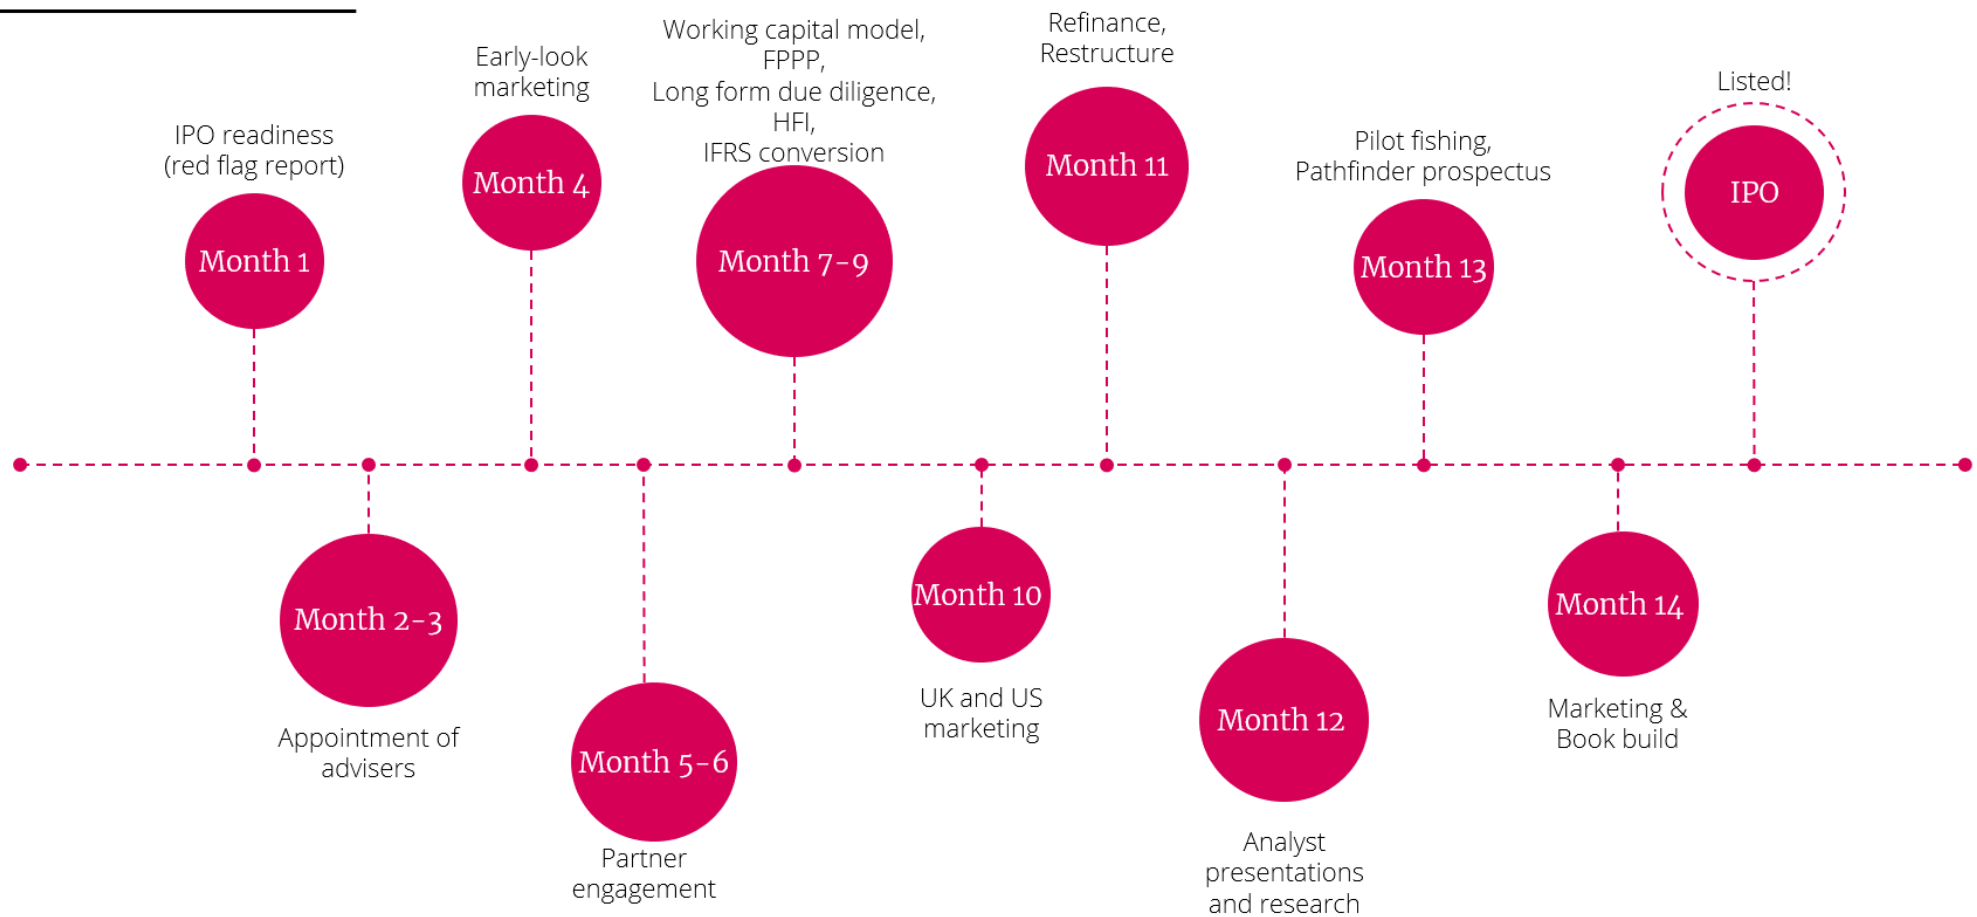 IPO readiness
(red flag report)
Month 1
Month 2-3
Appointment of
advisers
Early-look
marketing
Month 4
Month 5-6
Partner
engagement
Working capital model,
FPPP,
Long form due diligence,
HFI,
IFRS conversion
Month 7-9
Month 10
UK and US
marketing
Refinance,
Restructure
Month 11
Month 12
Analyst
presentations
and research
Pilot fishing,
Pathfinder prospectus
Month 13
Month 14
Marketing &
Book build
Listed!
IPO